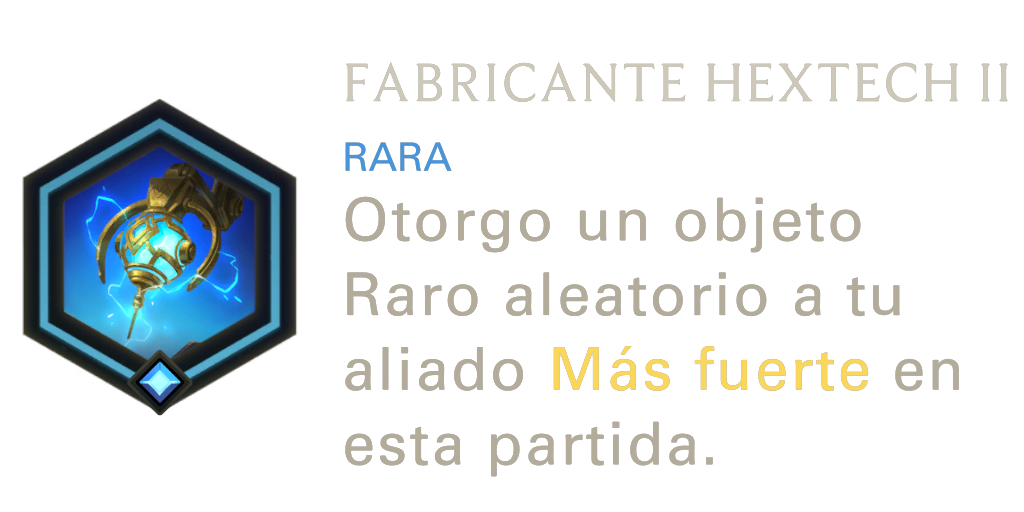 FABRICANTE HEXTECH II
RARA
Otorgo un objeto
Raro aleatorio a tu
aliado Más fuerte en
esta partida.